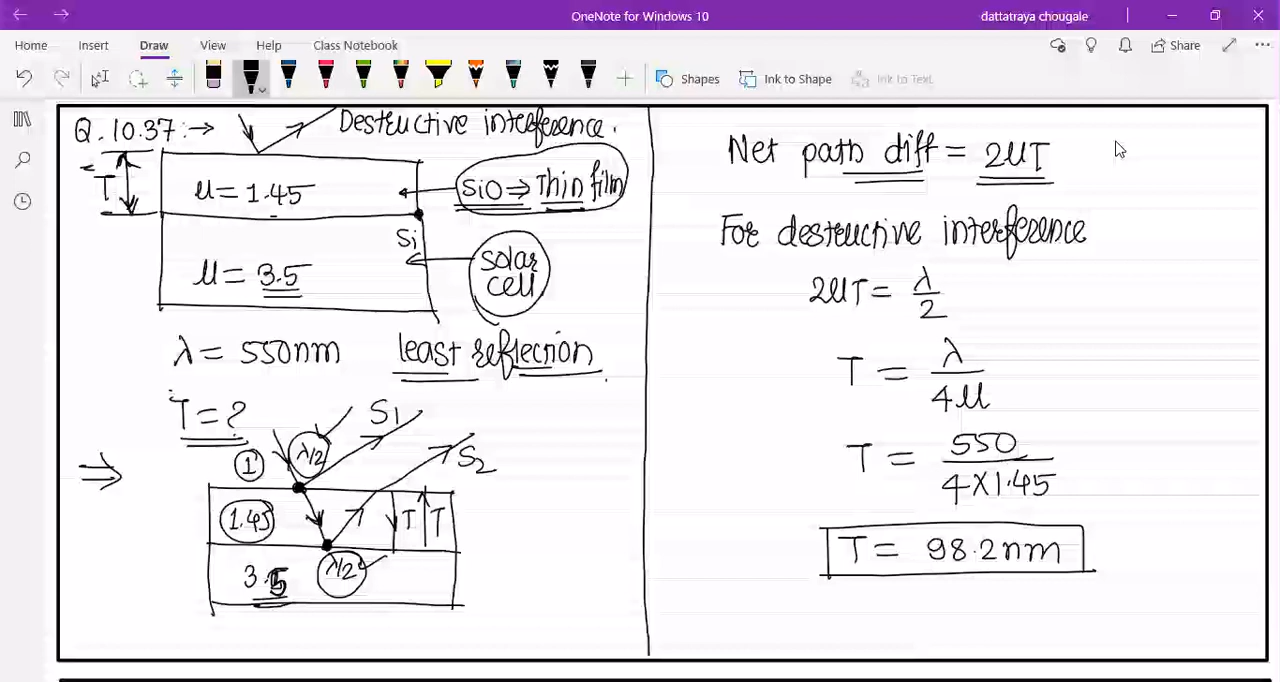 OneNote for Windows 10
dattatraya chougale
Home Insert Draw View Help Class Notebook
Share
Shapes Ink to Shape Ink to Text
Q. 10.37:→ Destructive interference.
T
μ = 1.45
SiO ⇒ Thin film
Si
μ = 3.5
solar
cell
λ = 550nm least reflection.
T = ?
⇒
1
λ/2
S1
S2
1.45
T T
3.5
λ/2
Net path diff = 2μT
For destructive interference
2μT = λ/2
T = λ/4μ
T = 550/4×1.45
T = 98.2nm